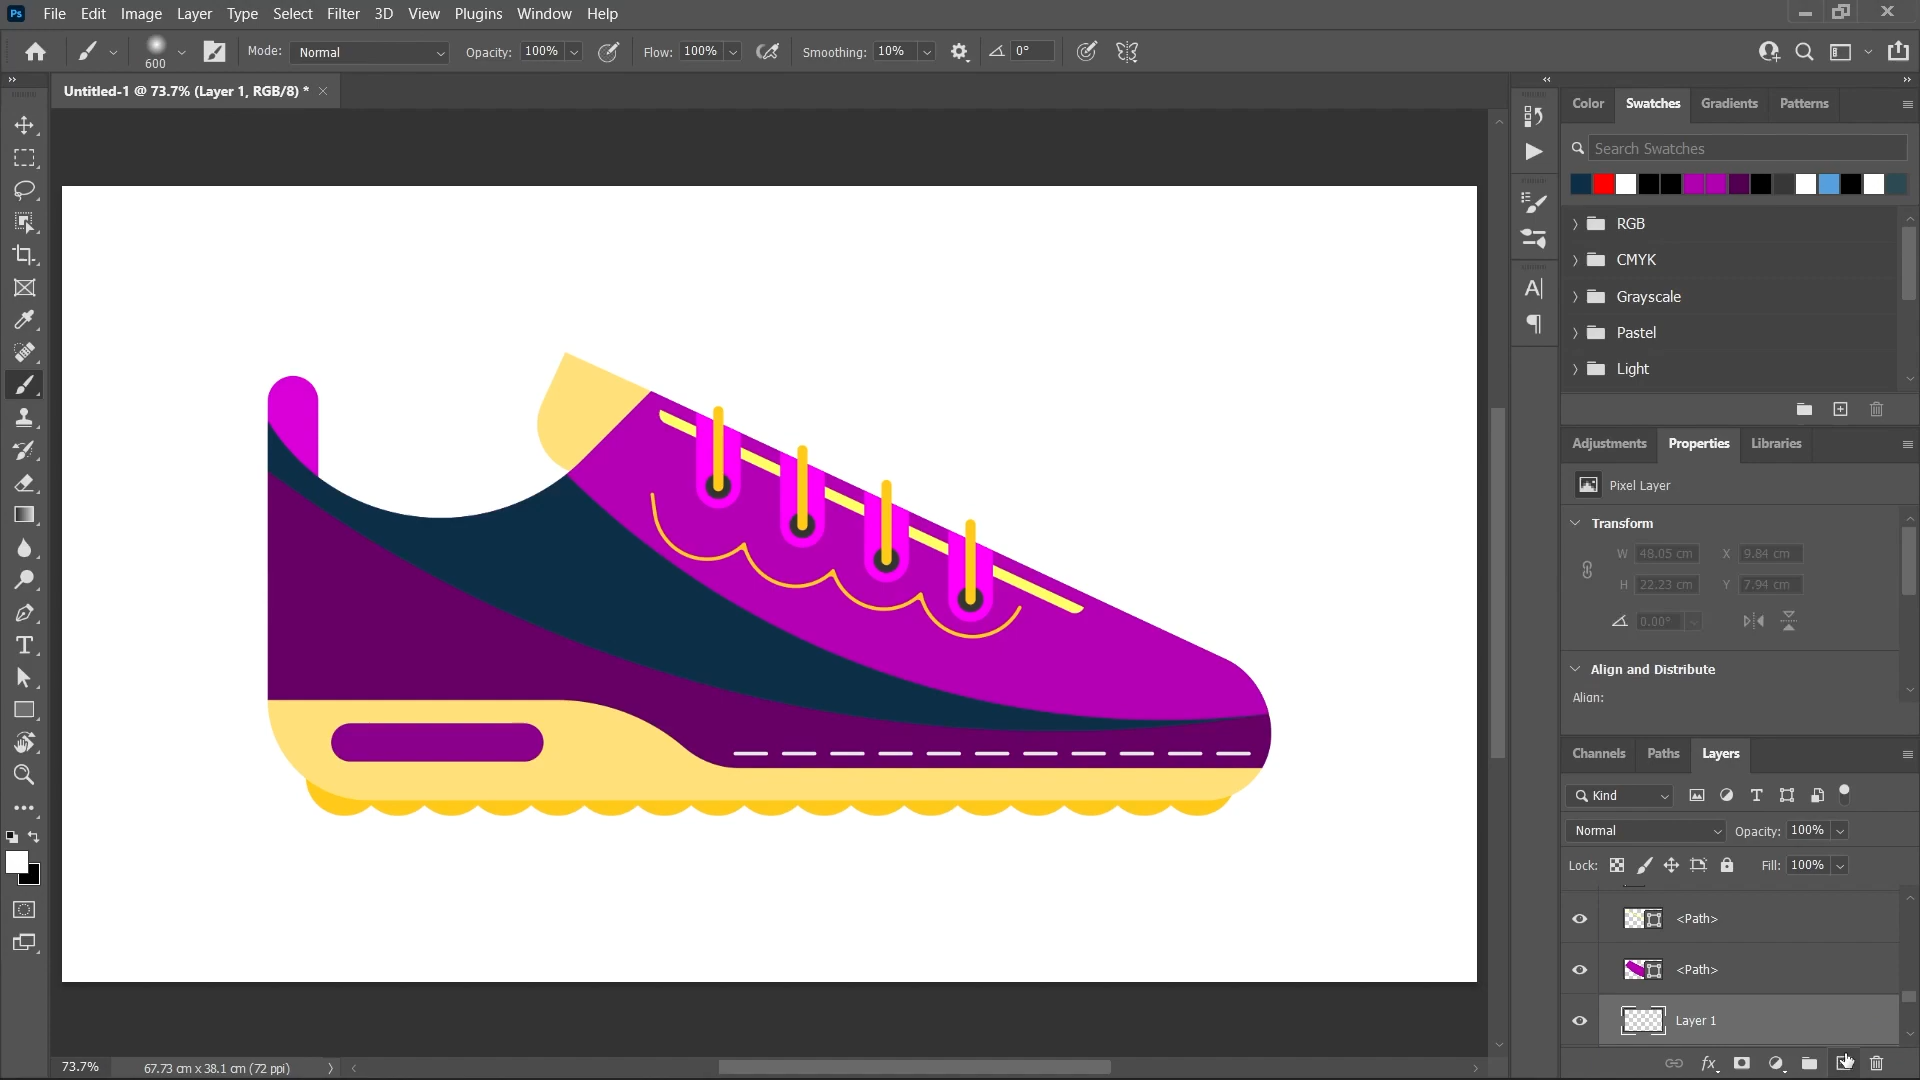 Ps File Edit Image Layer Type Select Filter 3D View Plugins Window Help
600 Mode: Normal Opacity: 100% Flow: 100% Smoothing: 10% 0°
Untitled-1 @ 73.7% (Layer 1, RGB/8) *
Color Swatches Gradients Patterns
Search Swatches
RGB
CMYK
Grayscale
Pastel
Light
Adjustments Properties Libraries
Pixel Layer
Transform
W 48.05 cm X 9.84 cm
H 22.23 cm Y 7.94 cm
0.00°
Align and Distribute
Align:
Channels Paths Layers
Kind
Normal Opacity: 100%
Lock: Fill: 100%
<Path>
<Path>
Layer 1
73.7% 67.73 cm x 38.1 cm (72 ppi)